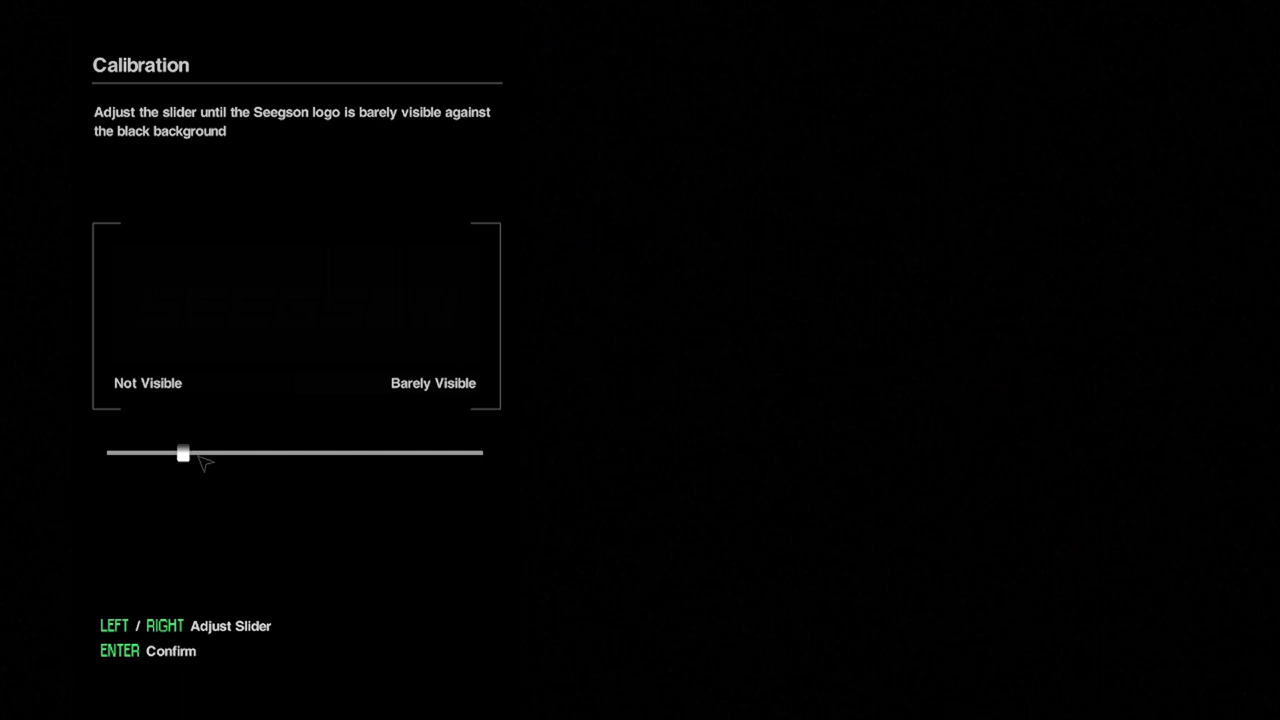 Calibration
Adjust the slider until the Seegson logo is barely visible against
the black background
SEEGSON
Not Visible
Barely Visible
LEFT / RIGHT Adjust Slider
ENTER Confirm